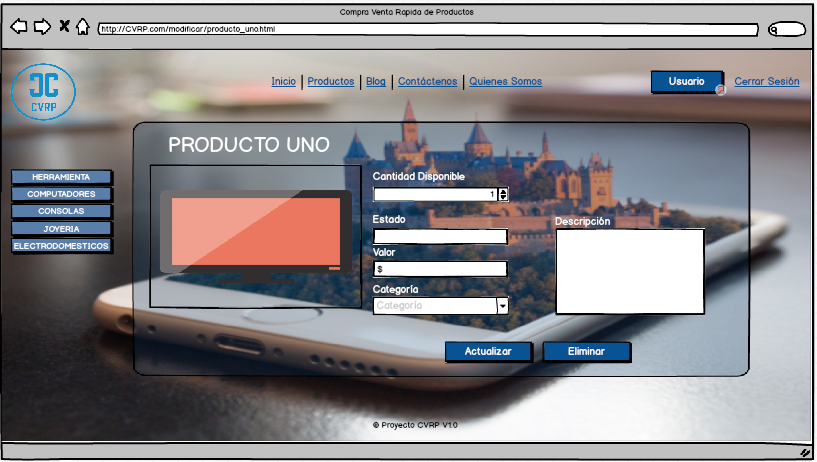 Compra Venta Rapida de Productos
http://CVRP.com/modificar/producto_uno.html
CVRP
Inicio | Productos | Blog | Contáctenos | Quienes Somos
Usuario
Cerrar Sesión
PRODUCTO UNO
HERRAMIENTA
COMPUTADORES
CONSOLAS
JOYERIA
ELECTRODOMESTICOS
Cantidad Disponible
1
Estado
Valor
$
Categoría
Categoría
Descripción
Actualizar
Eliminar
© Proyecto CVRP V1.0